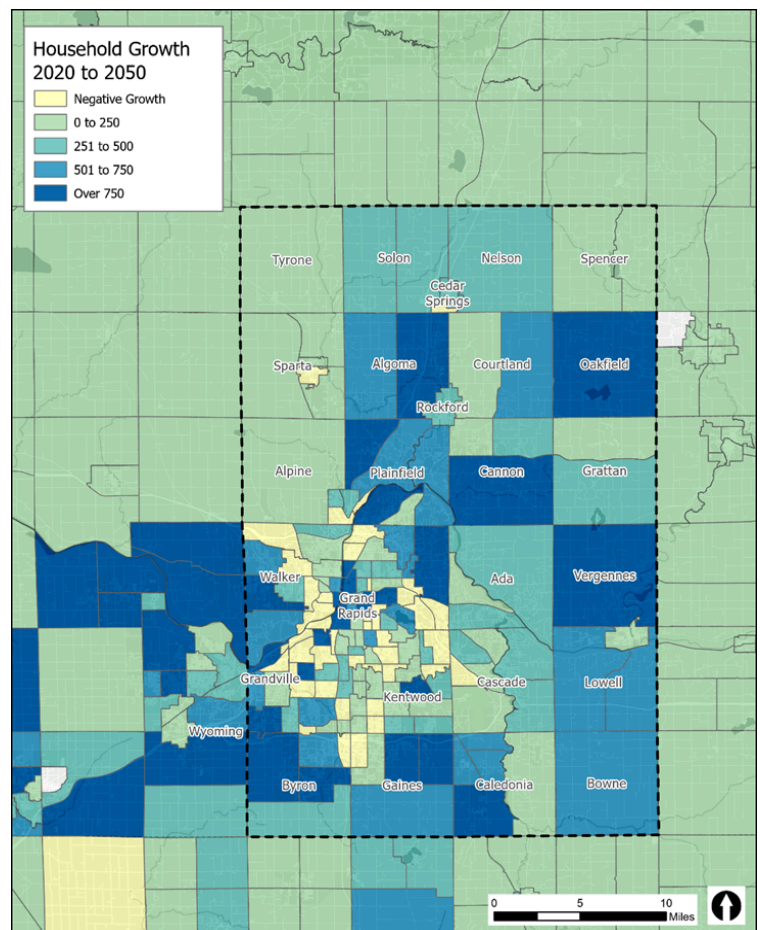 Household Growth
2020 to 2050
Negative Growth
0 to 250
251 to 500
501 to 750
Over 750
Tyrone
Solon
Nelson
Spencer
Cedar
Springs
Sparta
Algoma
Courtland
Oakfield
Rockford
Alpine
Plainfield
Cannon
Grattan
Walker
Ada
Vergennes
Grand
Rapids
Grandville
Kentwood
Cascade
Lowell
Wyoming
Byron
Gaines
Caledonia
Bowne
0 5 10
Miles